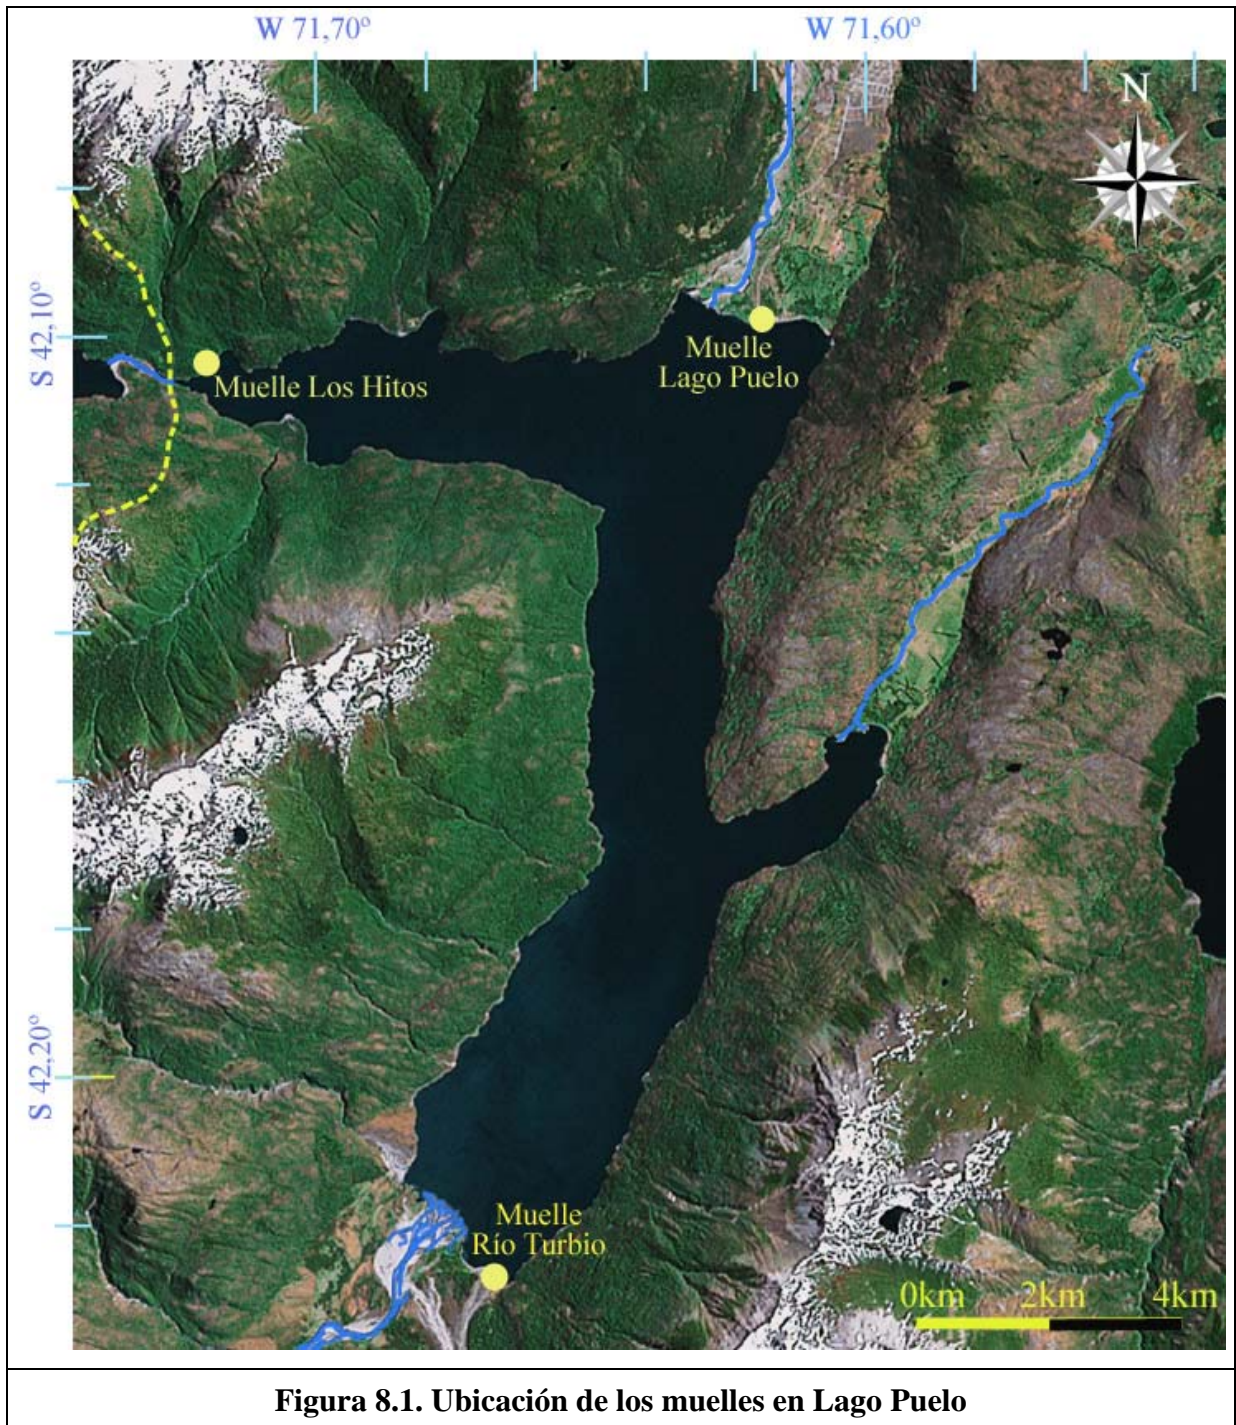 W 71,70º
W 71,60º
N
S 42,10º
Muelle
Lago Puelo
Muelle Los Hitos
S 42,20º
Muelle
Río Turbio
0km 2km 4km
Figura 8.1. Ubicación de los muelles en Lago Puelo